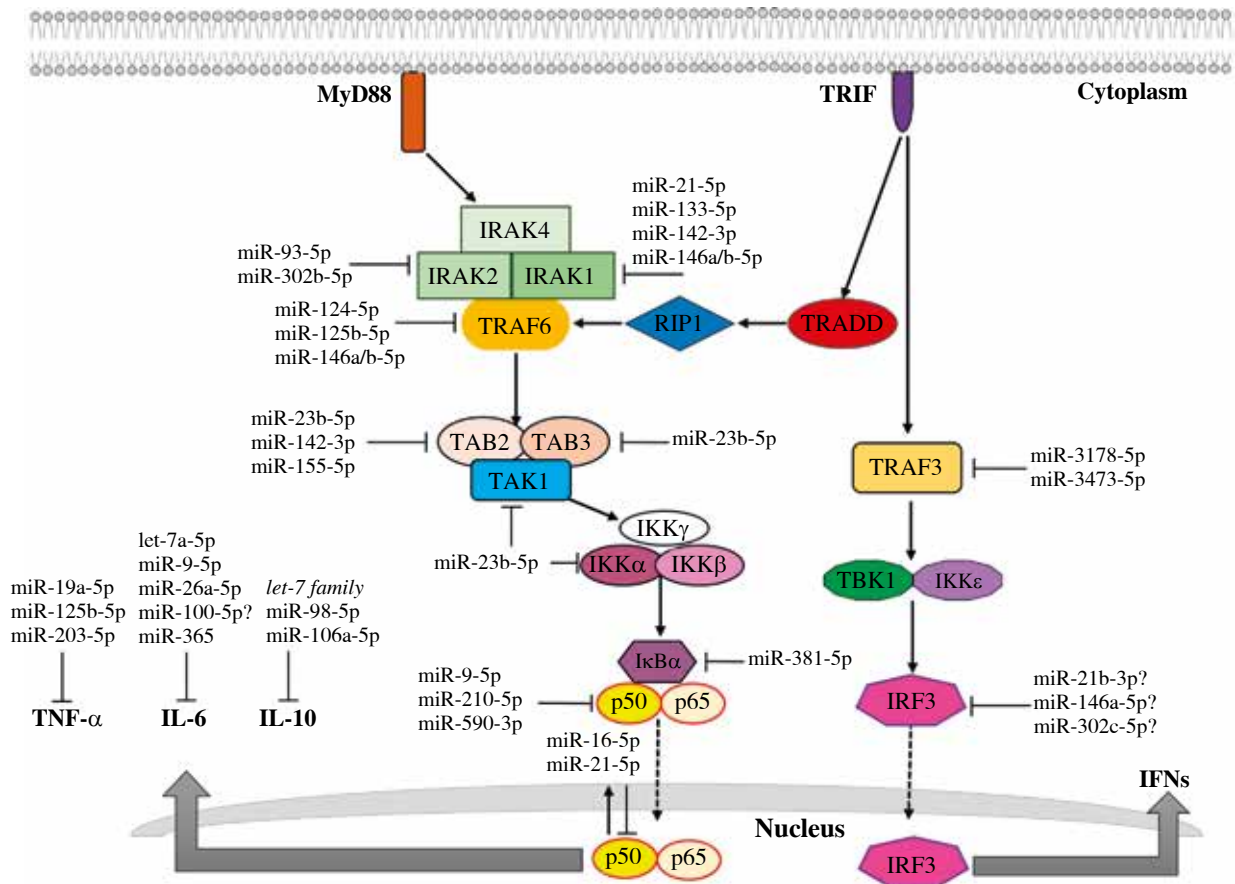 MyD88
TRIF
Cytoplasm
miR-21-5p
miR-133-5p
miR-142-3p
miR-146a/b-5p
IRAK4
miR-93-5p
miR-302b-5p
IRAK2
IRAK1
miR-124-5p
miR-125b-5p
miR-146a/b-5p
TRAF6
RIP1
TRADD
miR-23b-5p
miR-142-3p
miR-155-5p
TAB2
TAB3
miR-23b-5p
TAK1
TRAF3
miR-3178-5p
miR-3473-5p
IKKγ
miR-23b-5p
IKKα
IKKβ
TBK1
IKKε
miR-19a-5p
miR-125b-5p
miR-203-5p
let-7a-5p
miR-9-5p
miR-26a-5p
miR-100-5p?
miR-365
let-7 family
miR-98-5p
miR-106a-5p
IκBα
miR-381-5p
miR-9-5p
miR-210-5p
miR-590-3p
p50
p65
IRF3
miR-21b-3p?
miR-146a-5p?
miR-302c-5p?
TNF-α
IL-6
IL-10
miR-16-5p
miR-21-5p
IFNs
Nucleus
p50
p65
IRF3